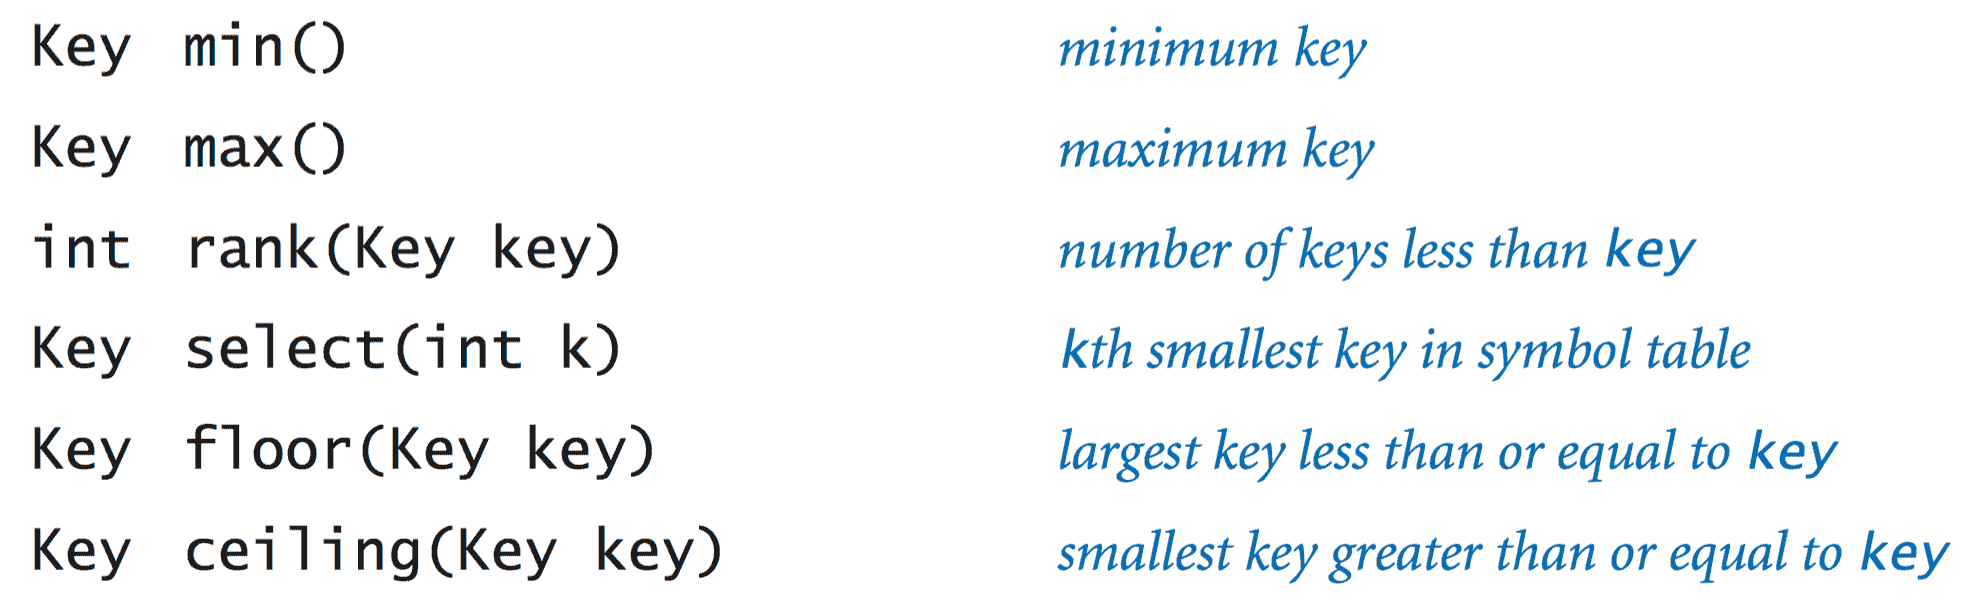 Key min() minimum key
Key max() maximum key
int rank(Key key) number of keys less than key
Key select(int k) kth smallest key in symbol table
Key floor(Key key) largest key less than or equal to key
Key ceiling(Key key) smallest key greater than or equal to key